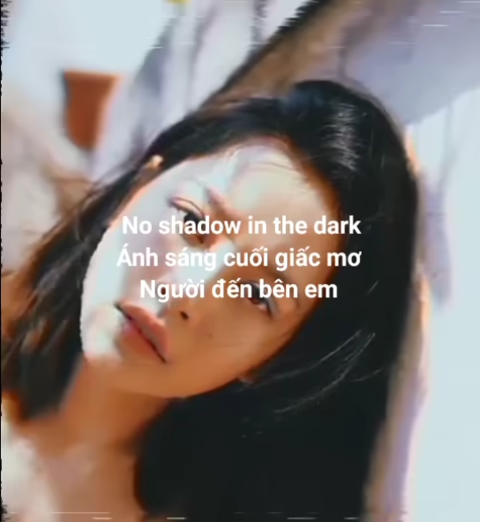 No shadow in the dark
Ánh sáng cuối giấc mơ
Người đến bên em